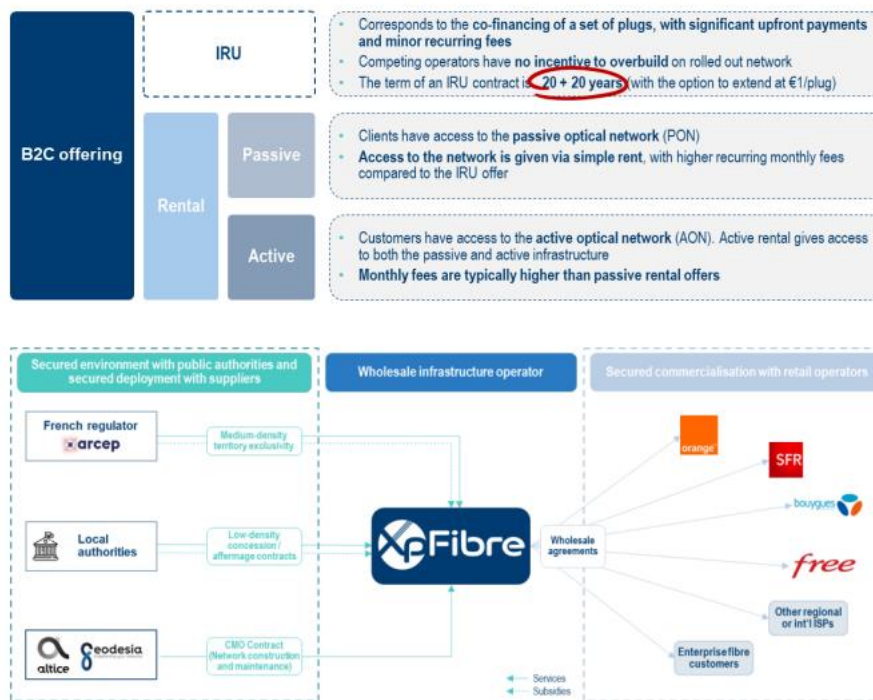 IRU
• Corresponds to the co-financing of a set of plugs, with significant upfront payments
and minor recurring fees
• Competing operators have no incentive to overbuild on rolled out network
• The term of an IRU contract is 20 + 20 years (with the option to extend at €1/plug)
B2C offering
Rental
Passive
• Clients have access to the passive optical network (PON)
• Access to the network is given via simple rent, with higher recurring monthly fees
compared to the IRU offer
Active
• Customers have access to the active optical network (AON). Active rental gives access
to both the passive and active infrastructure
• Monthly fees are typically higher than passive rental offers
Secured environment with public authorities and
secured deployment with suppliers
Wholesale infrastructure operator
Secured commercialisation with retail operators
French regulator
arcep
Medium-density
territory exclusivity
Local
authorities
Low-density
concession /
affermage contracts
altice
geodesia
CMO Contract
(Network construction
and maintenance)
XpFibre
Wholesale
agreements
orange
SFR
bouygues
free
Other regional
or int'l ISPs
Enterprise fibre
customers
Services
Subsidies